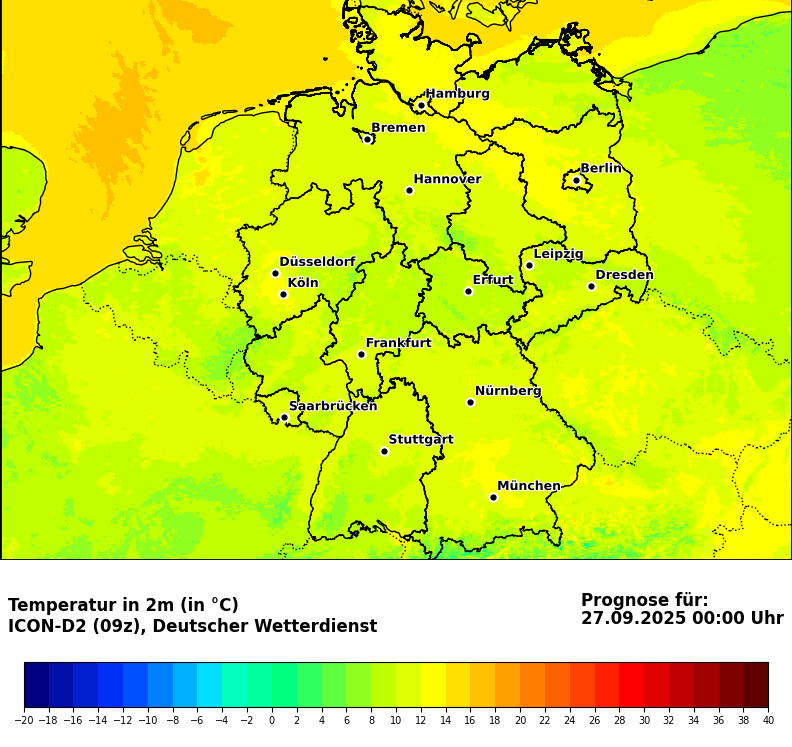 Hamburg
Bremen
Berlin
Hannover
Leipzig
Düsseldorf
Dresden
Köln
Erfurt
Frankfurt
Nürnberg
Saarbrücken
Stuttgart
München
Temperatur in 2m (in °C)
ICON-D2 (09z), Deutscher Wetterdienst
Prognose für:
27.09.2025 00:00 Uhr
−20 −18 −16 −14 −12 −10 −8 −6 −4 −2 0 2 4 6 8 10 12 14 16 18 20 22 24 26 28 30 32 34 36 38 40